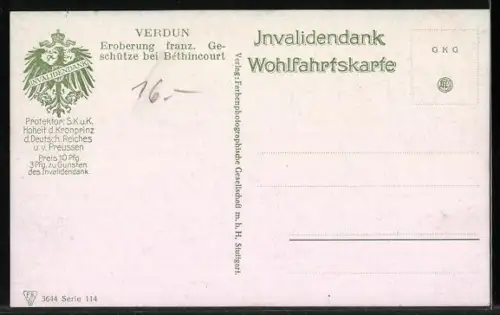 VERDUN
Eroberung franz. Ge-
schütze bei Béthincourt
INVALIDENDANK
Protektor: S.K.u.K.
Hoheit d. Kronprinz
d. Deutsch. Reiches
u. v. Preussen
Preis 10 Pfg.
3 Pfg. zu Gunsten
des Invalidendank
16.-
3614 Serie 114
Verlag: Farbenphotographische Gesellschaft m. b. H., Stuttgart.
Invalidendank
Wohlfahrtskarte
G K G